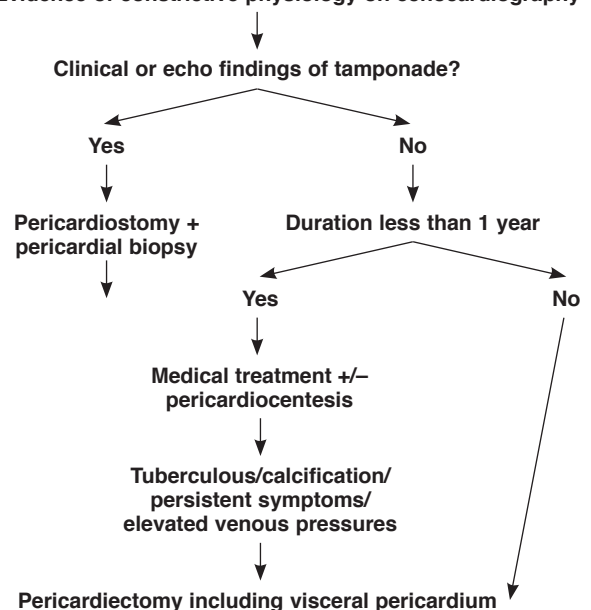 Evidence of constrictive physiology on echocardiography
Clinical or echo findings of tamponade?
Yes
No
Pericardiostomy +
pericardial biopsy
Duration less than 1 year
Yes
No
Medical treatment +/–
pericardiocentesis
Tuberculous/calcification/
persistent symptoms/
elevated venous pressures
Pericardiectomy including visceral pericardium